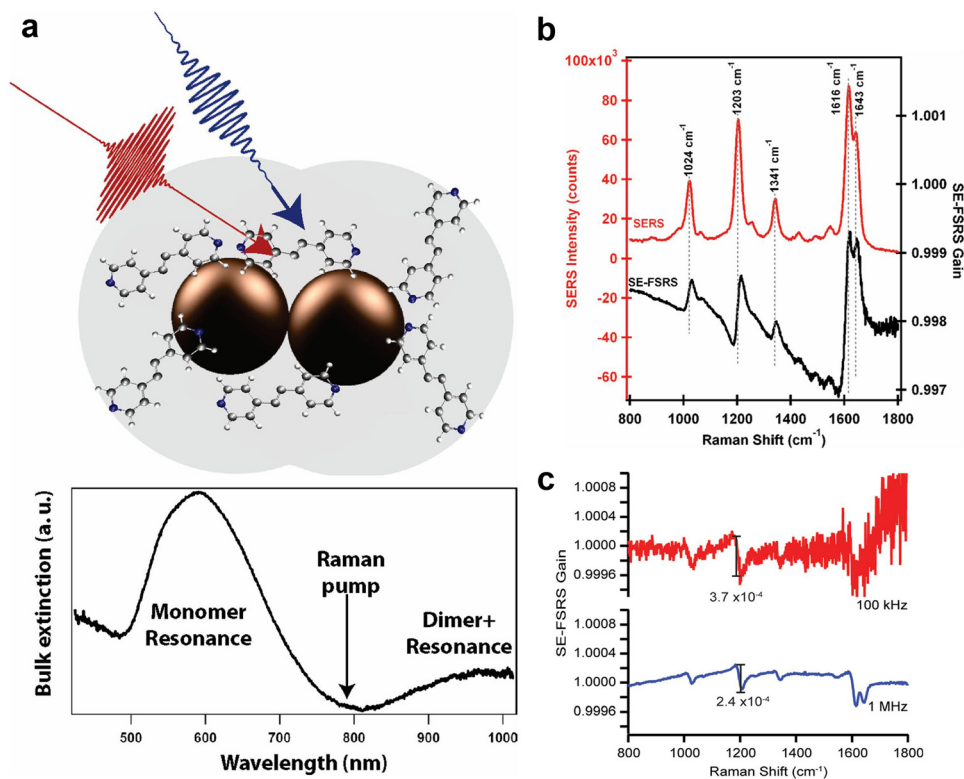 a
Bulk extinction (a. u.)
Monomer
Resonance
Raman
pump
Dimer+
Resonance
500 600 700 800 900 1000
Wavelength (nm)
b
100x10³
80
60
40
20
0
-20
-40
-60
SERS Intensity (counts)
1024 cm⁻¹
1203 cm⁻¹
1341 cm⁻¹
1616 cm⁻¹
1643 cm⁻¹
SERS
SE-FSRS
1.001
1.000
0.999
0.998
0.997
SE-FSRS Gain
800 1000 1200 1400 1600 1800
Raman Shift (cm⁻¹)
c
SE-FSRS Gain
1.0008
1.0004
1.0000
0.9996
3.7 x10⁻⁴
100 kHz
1.0004
1.0000
0.9996
2.4 x10⁻⁴
1 MHz
800 1000 1200 1400 1600 1800
Raman Shift (cm⁻¹)